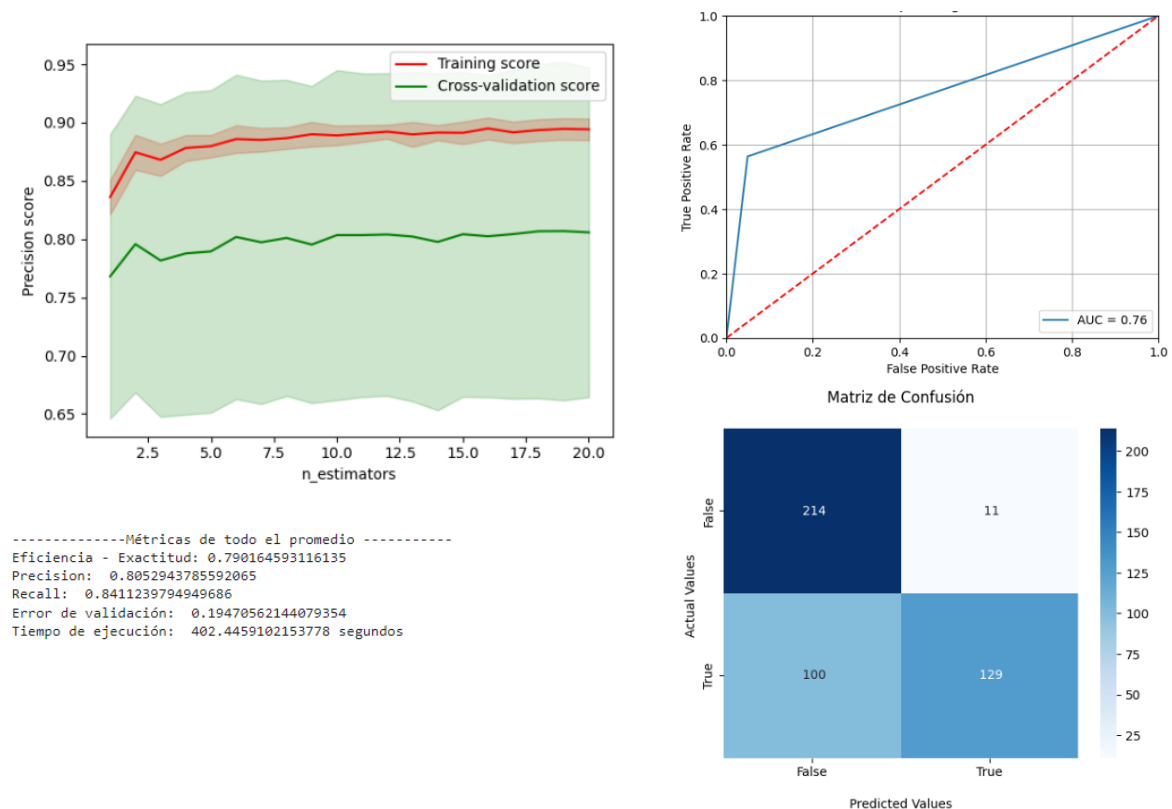 Training score
Cross-validation score
0.95
0.90
0.85
0.80
0.75
0.70
0.65
Precision score
2.5 5.0 7.5 10.0 12.5 15.0 17.5 20.0
n_estimators
--------------Métricas de todo el promedio -----------
Eficiencia - Exactitud: 0.790164593116135
Precision: 0.8052943785592065
Recall: 0.8411239794949686
Error de validación: 0.19470562144079354
Tiempo de ejecución: 402.4459102153778 segundos
1.0
0.8
0.6
0.4
0.2
0.0
True Positive Rate
AUC = 0.76
0.0 0.2 0.4 0.6 0.8 1.0
False Positive Rate
Matriz de Confusión
False
True
Actual Values
214 11
100 129
False True
Predicted Values
200
175
150
125
100
75
50
25